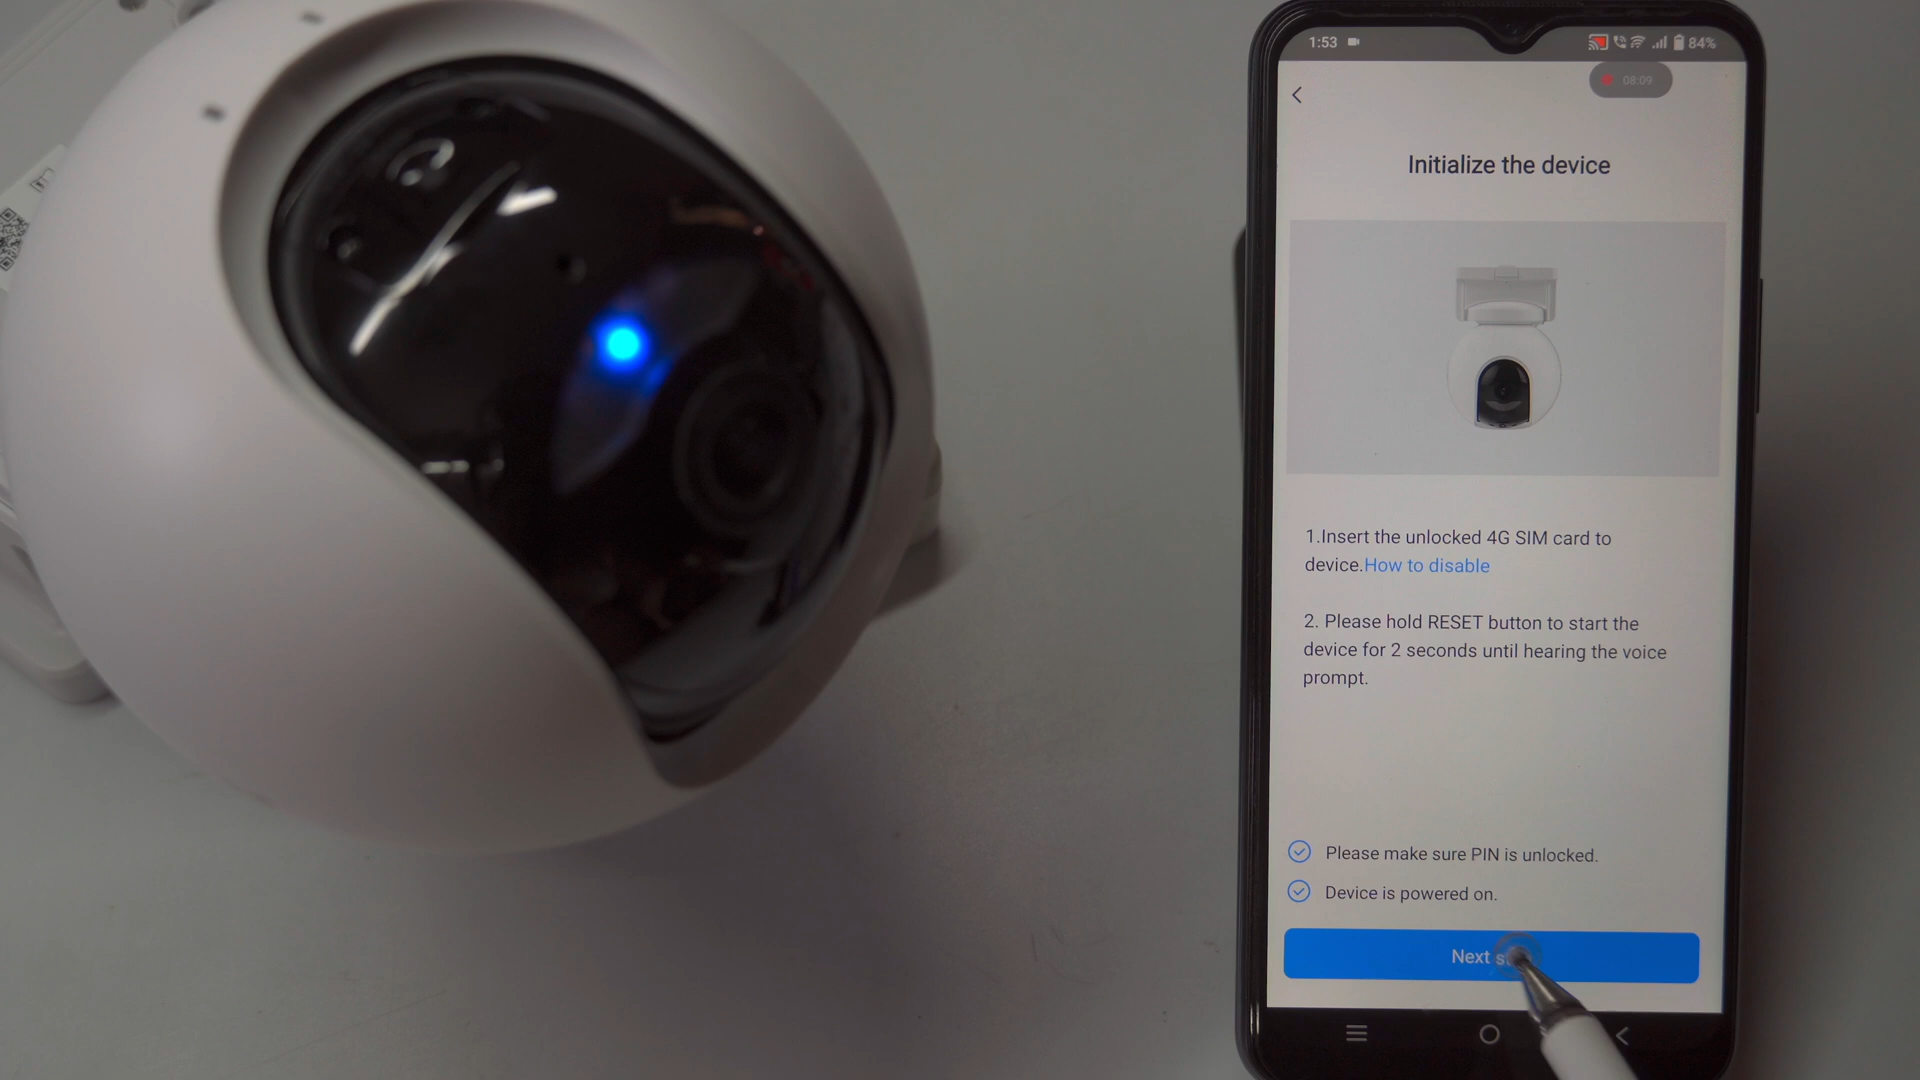 1:53
84%
08:09
Initialize the device
1.Insert the unlocked 4G SIM card to
device.How to disable
2. Please hold RESET button to start the
device for 2 seconds until hearing the voice
prompt.
Please make sure PIN is unlocked.
Device is powered on.
Next